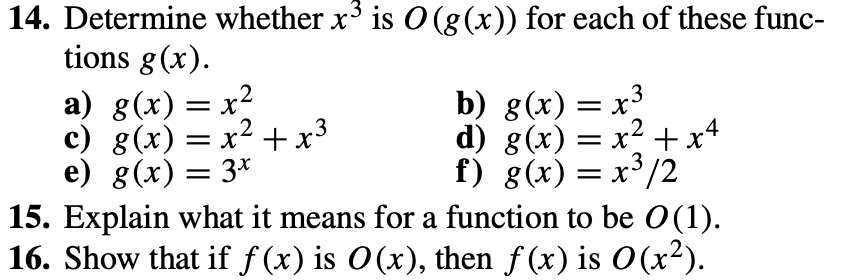 14. Determine whether x³ is O(g(x)) for each of these func-
tions g(x).
a) g(x) = x² b) g(x) = x³
c) g(x) = x² + x³ d) g(x) = x² + x⁴
e) g(x) = 3ˣ f) g(x) = x³/2
15. Explain what it means for a function to be O(1).
16. Show that if f(x) is O(x), then f(x) is O(x²).